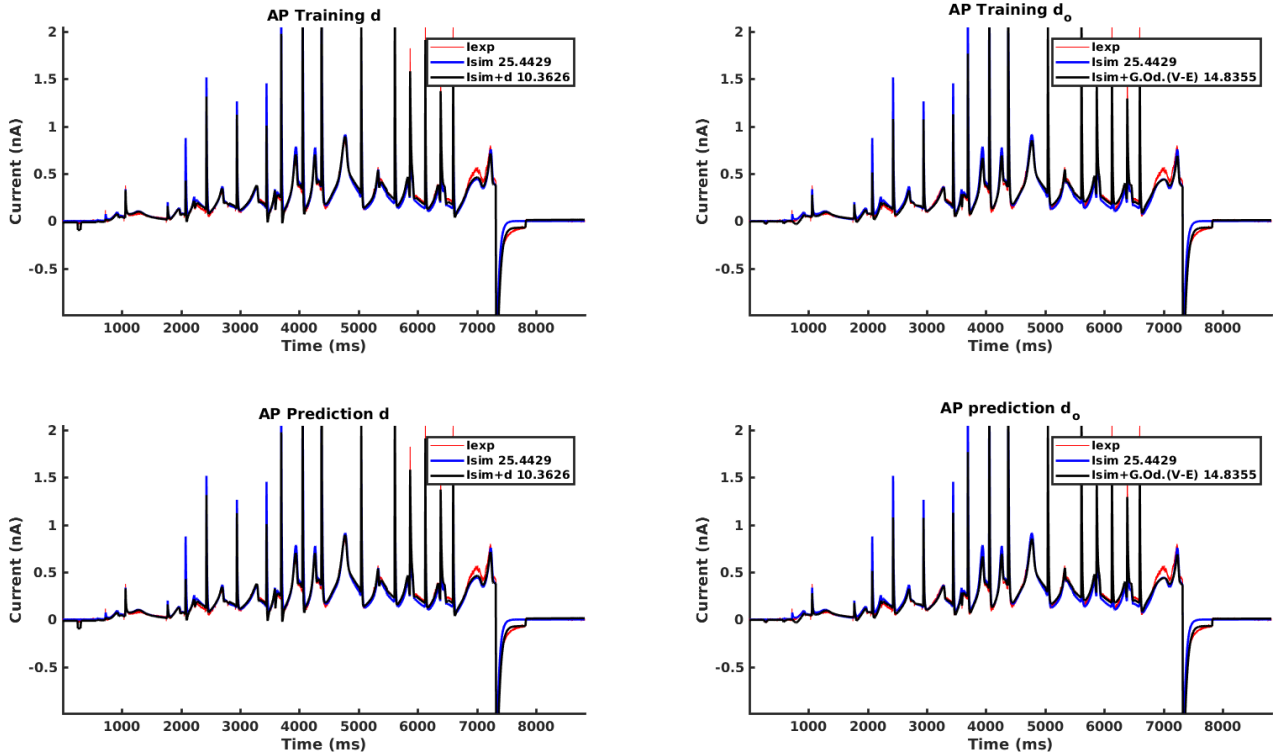 AP Training d
Current (nA)
2
1.5
1
0.5
0
-0.5
Iexp
Isim 25.4429
Isim+d 10.3626
1000 2000 3000 4000 5000 6000 7000 8000
Time (ms)
AP Training do
Current (nA)
2
1.5
1
0.5
0
-0.5
Iexp
Isim 25.4429
Isim+G.Od.(V-E) 14.8355
1000 2000 3000 4000 5000 6000 7000 8000
Time (ms)
AP Prediction d
Current (nA)
2
1.5
1
0.5
0
-0.5
Iexp
Isim 25.4429
Isim+d 10.3626
1000 2000 3000 4000 5000 6000 7000 8000
Time (ms)
AP prediction do
Current (nA)
2
1.5
1
0.5
0
-0.5
Iexp
Isim 25.4429
Isim+G.Od.(V-E) 14.8355
1000 2000 3000 4000 5000 6000 7000 8000
Time (ms)